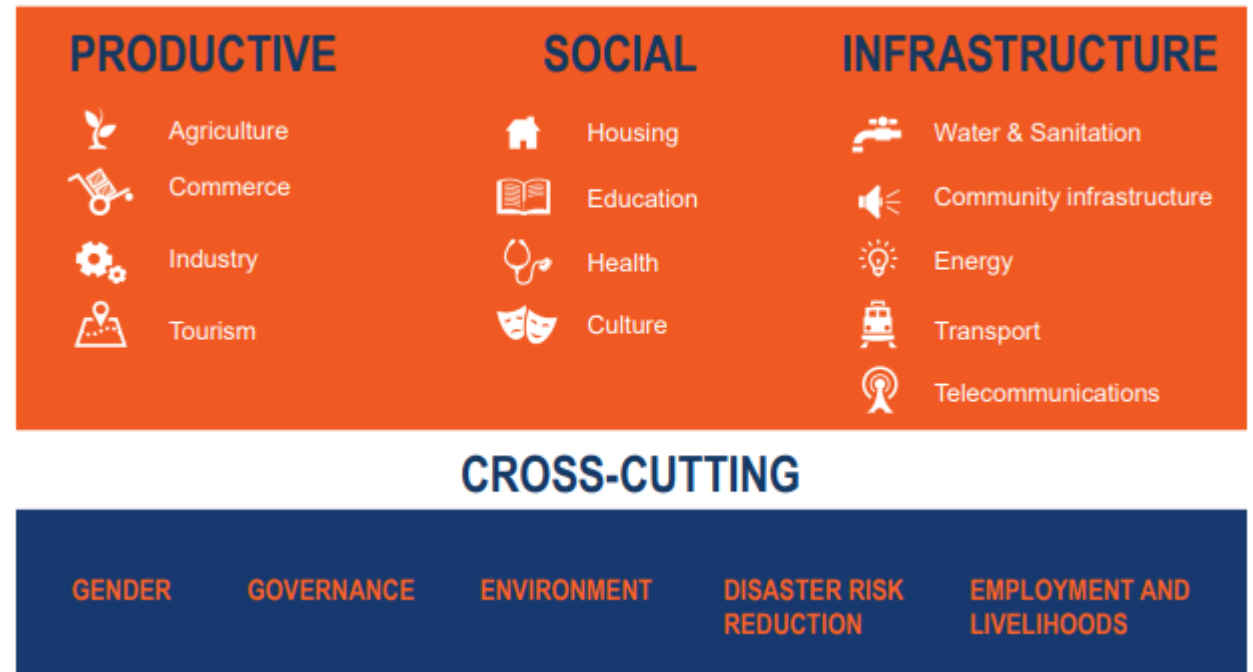 PRODUCTIVE
Agriculture
Commerce
Industry
Tourism
SOCIAL
Housing
Education
Health
Culture
INFRASTRUCTURE
Water & Sanitation
Community infrastructure
Energy
Transport
Telecommunications
CROSS-CUTTING
GENDER
GOVERNANCE
ENVIRONMENT
DISASTER RISK
REDUCTION
EMPLOYMENT AND
LIVELIHOODS